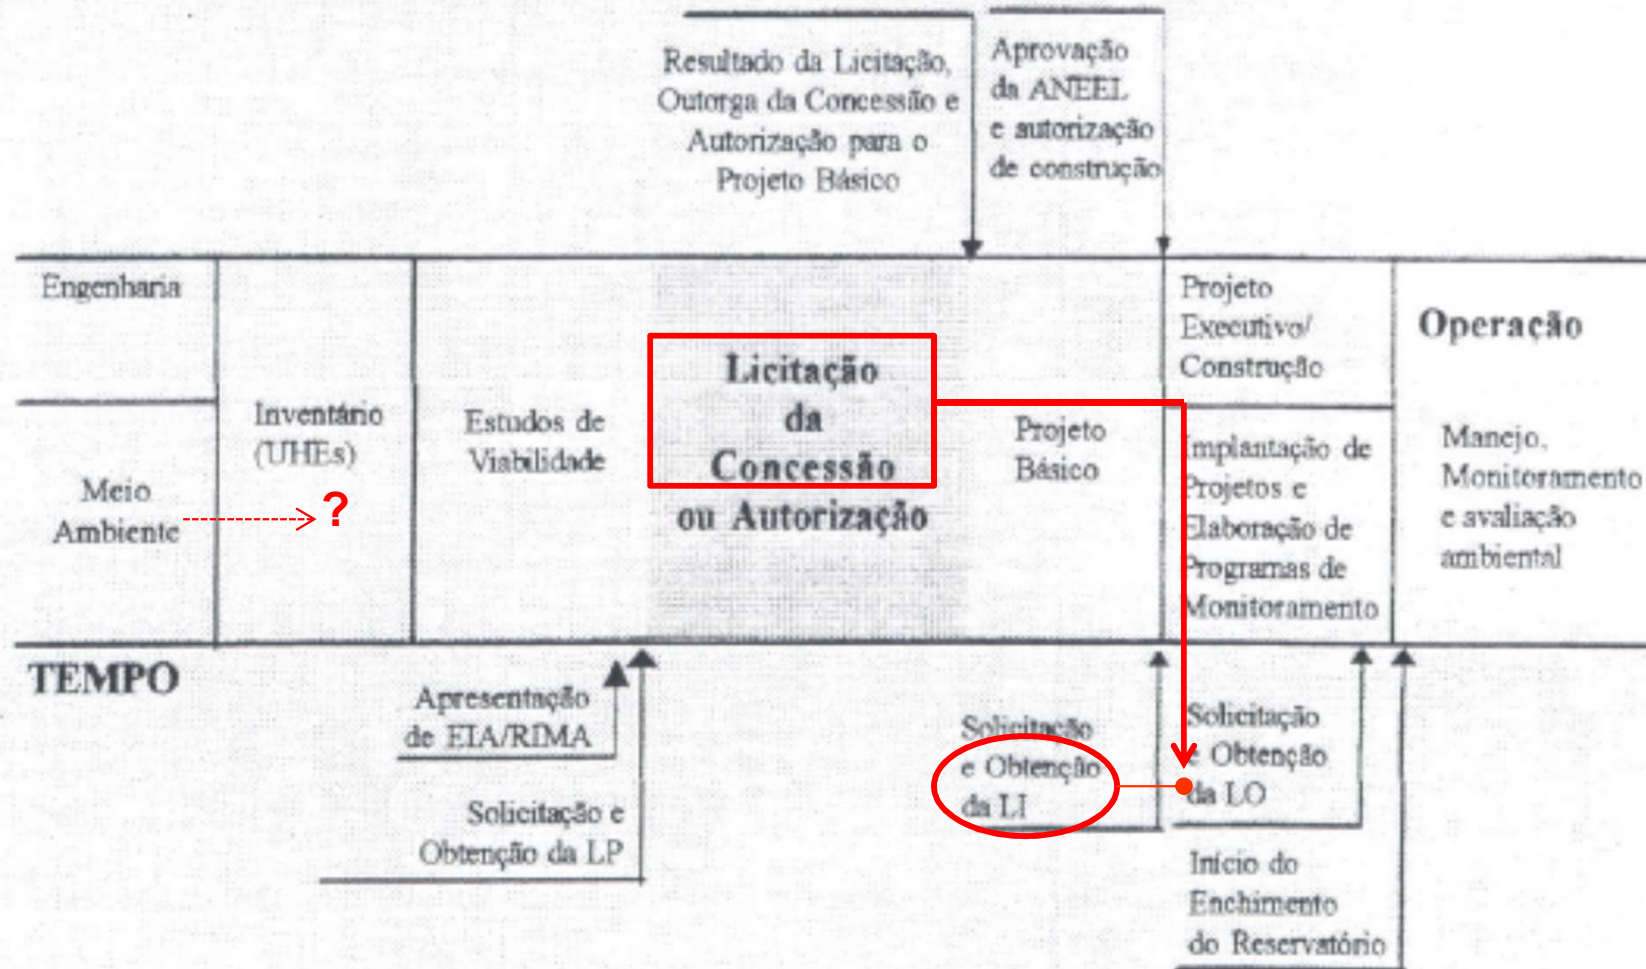 Resultado da Licitação,
Outorga da Concessão e
Autorização para o
Projeto Básico
Aprovação
da ANEEL
e autorização
de construção
Engenharia
Meio
Ambiente
Inventário
(UHEs)
?
Estudos de
Viabilidade
Licitação
da
Concessão
ou Autorização
Projeto
Básico
Projeto
Executivo/
Construção
Implantação de
Projetos e
Elaboração de
Programas de
Monitoramento
Operação
Manejo,
Monitoramento
e avaliação
ambiental
TEMPO
Apresentação
de EIA/RIMA
Solicitação e
Obtenção da LP
Solicitação
e Obtenção
da LI
Solicitação
e Obtenção
da LO
Início do
Enchimento
do Reservatório